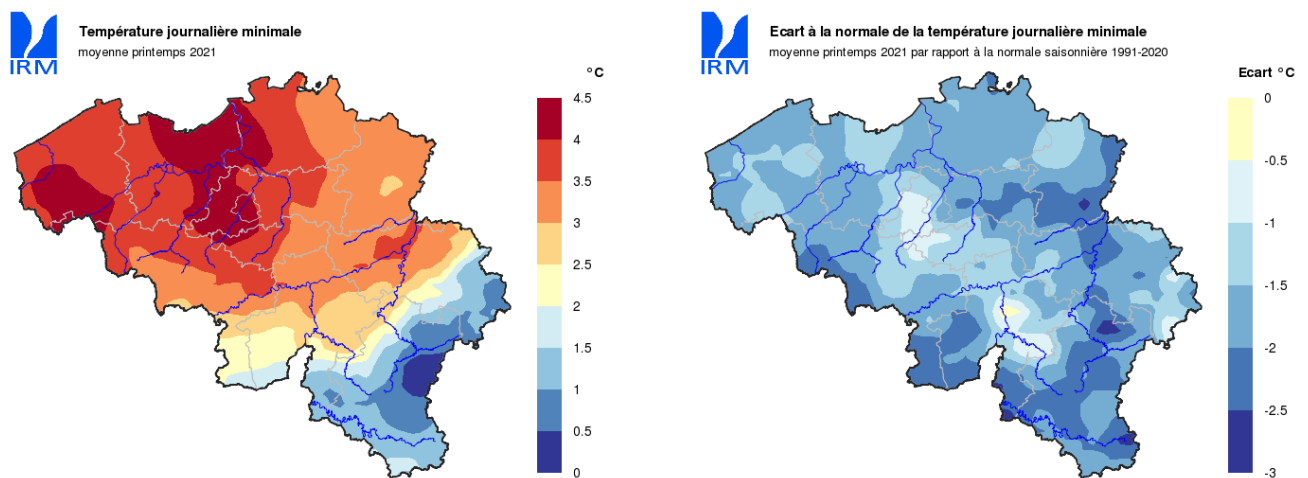 Température journalière minimale
moyenne printemps 2021
IRM
°C
4.5
4
3.5
3
2.5
2
1.5
1
0.5
0
Ecart à la normale de la température journalière minimale
moyenne printemps 2021 par rapport à la normale saisonnière 1991-2020
IRM
Ecart °C
0
-0.5
-1
-1.5
-2
-2.5
-3